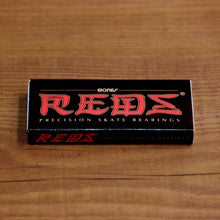 BONES
REDS®
PRECISION SKATE BEARINGS
REDS